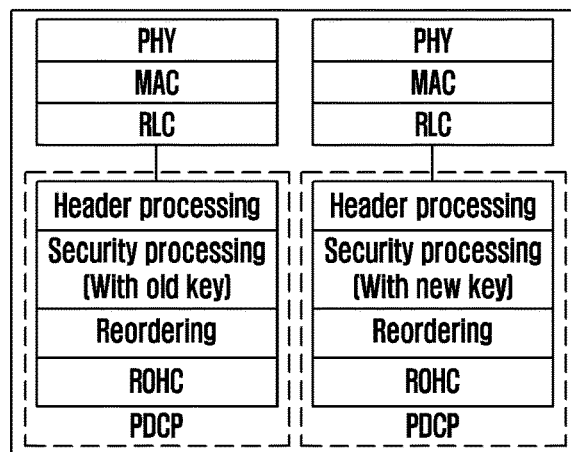 PHY
MAC
RLC
Header processing
Security processing
(With old key)
Reordering
ROHC
PDCP
PHY
MAC
RLC
Header processing
Security processing
(With new key)
Reordering
ROHC
PDCP